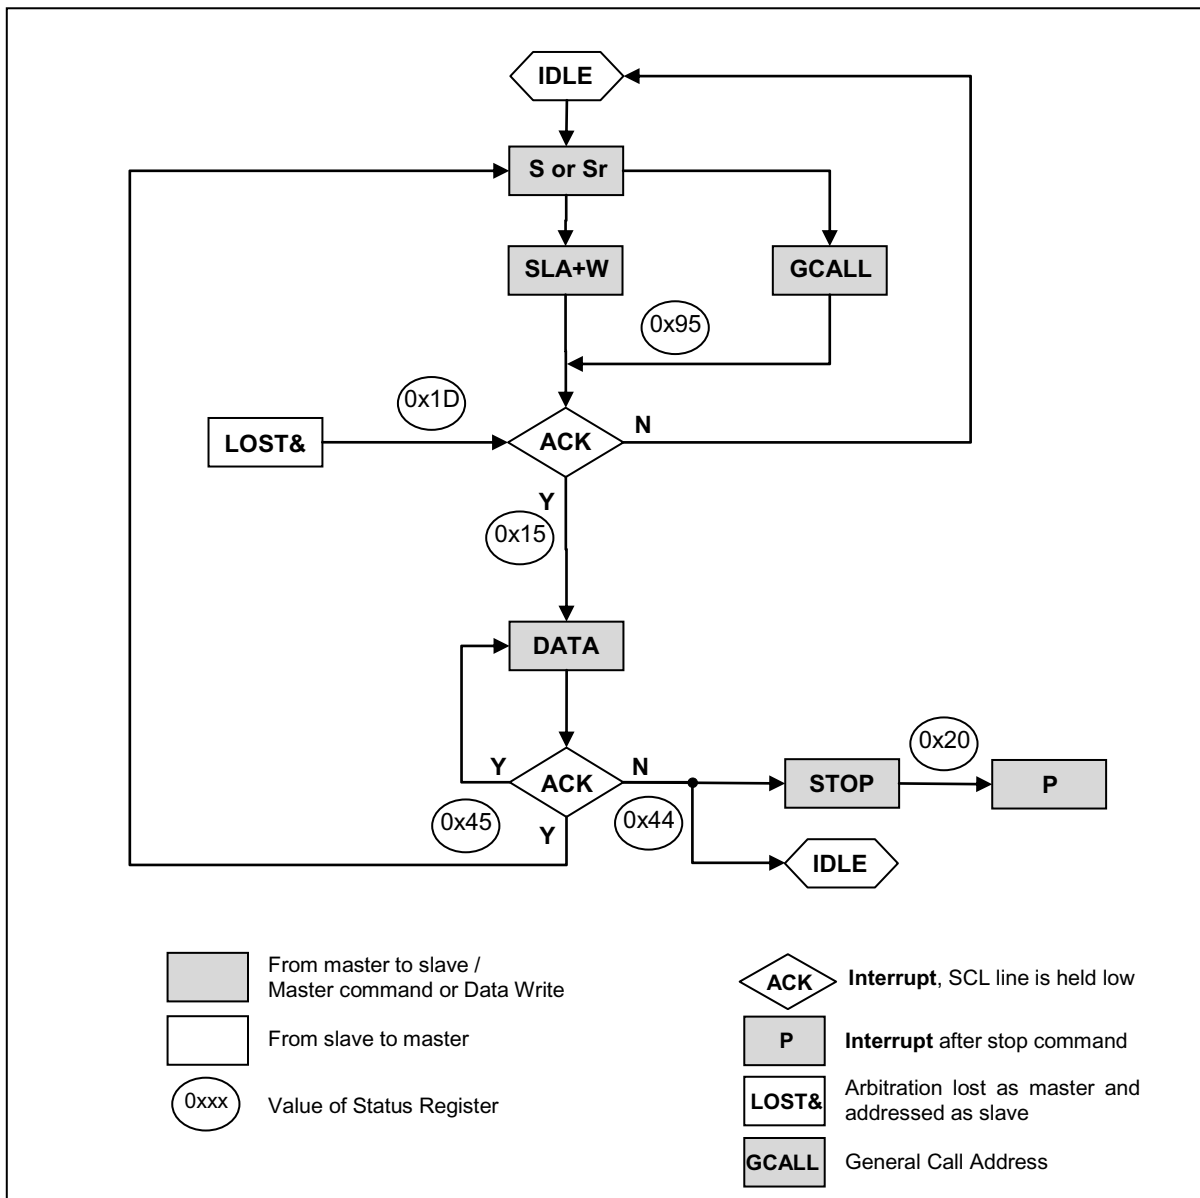 IDLE
S or Sr
SLA+W
GCALL
0x95
0x1D
LOST&
ACK
N
Y
0x15
DATA
0x20
Y
ACK
N
STOP
P
0x45
Y
0x44
IDLE
From master to slave /
Master command or Data Write
From slave to master
0xxx
Value of Status Register
ACK
Interrupt, SCL line is held low
P
Interrupt after stop command
LOST&
Arbitration lost as master and
addressed as slave
GCALL
General Call Address